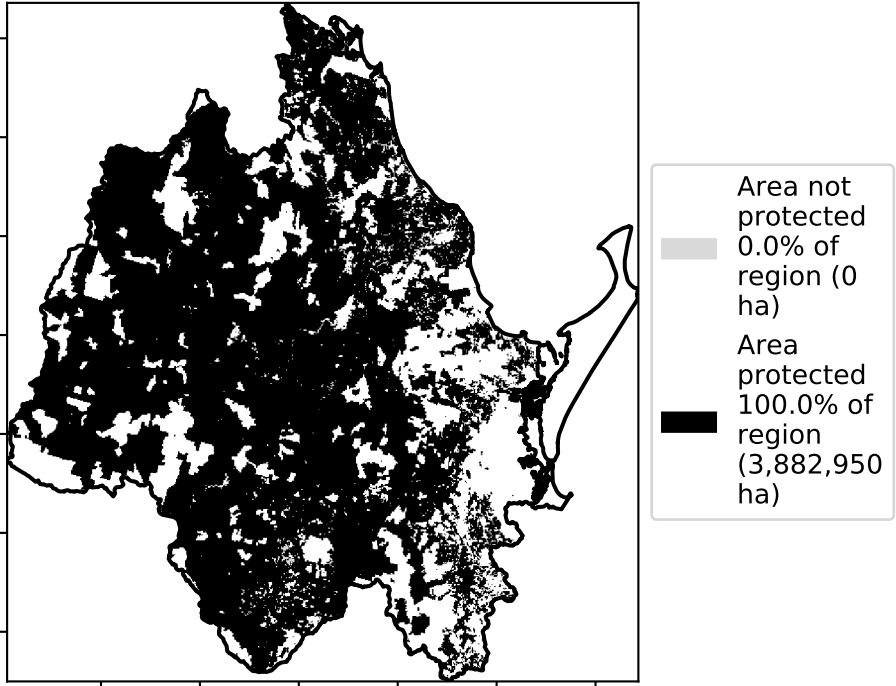 Area not
protected
0.0% of
region (0
ha)
Area
protected
100.0% of
region
(3,882,950
ha)